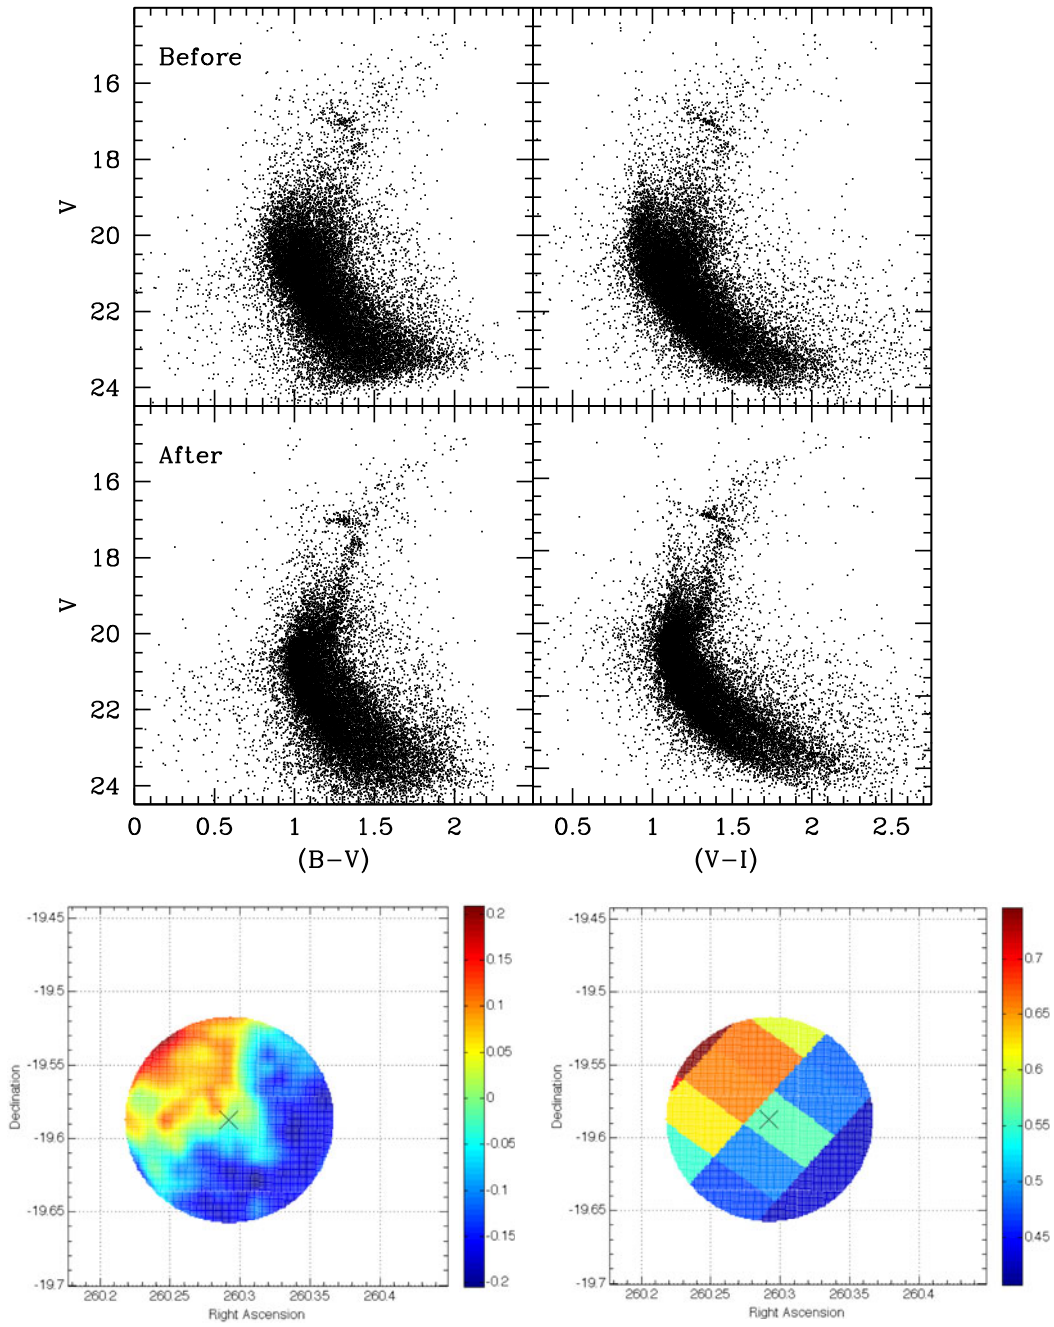 Before
16
18
20
22
24
V
After
16
18
20
22
24
V
0 0.5 1 1.5 2
0.5 1 1.5 2 2.5
(B−V)
(V−I)
-19.45
-19.5
-19.55
-19.6
-19.65
-19.7
Declination
260.2 260.25 260.3 260.35 260.4
Right Ascension
0.2
0.15
0.1
0.05
0
-0.05
-0.1
-0.15
-0.2
-19.45
-19.5
-19.55
-19.6
-19.65
-19.7
Declination
260.2 260.25 260.3 260.35 260.4
Right Ascension
0.7
0.65
0.6
0.55
0.5
0.45